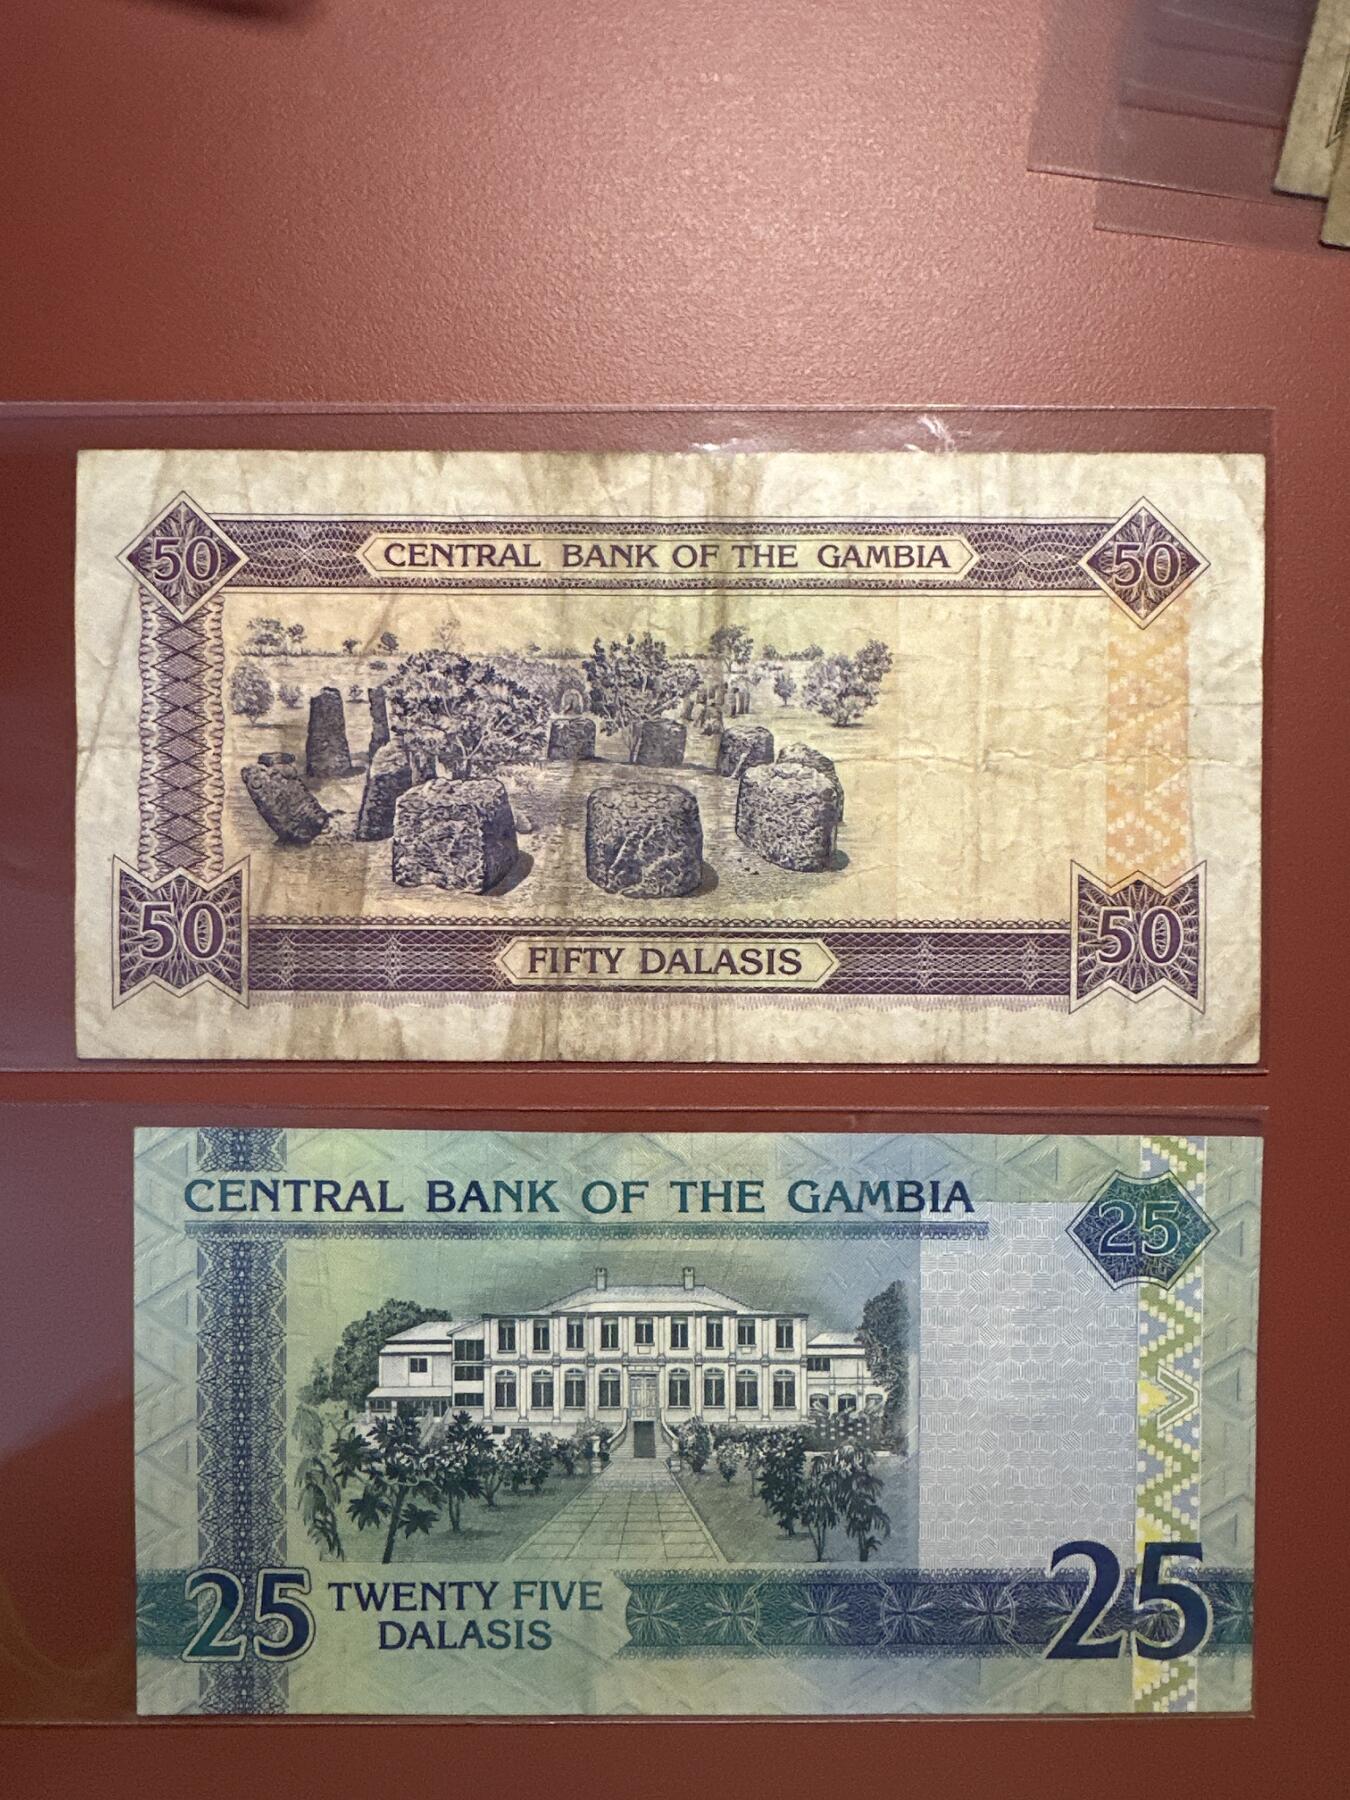 50 CENTRAL BANK OF THE GAMBIA 50
50 FIFTY DALASIS 50
CENTRAL BANK OF THE GAMBIA
25
25 TWENTY FIVE
DALASIS
25